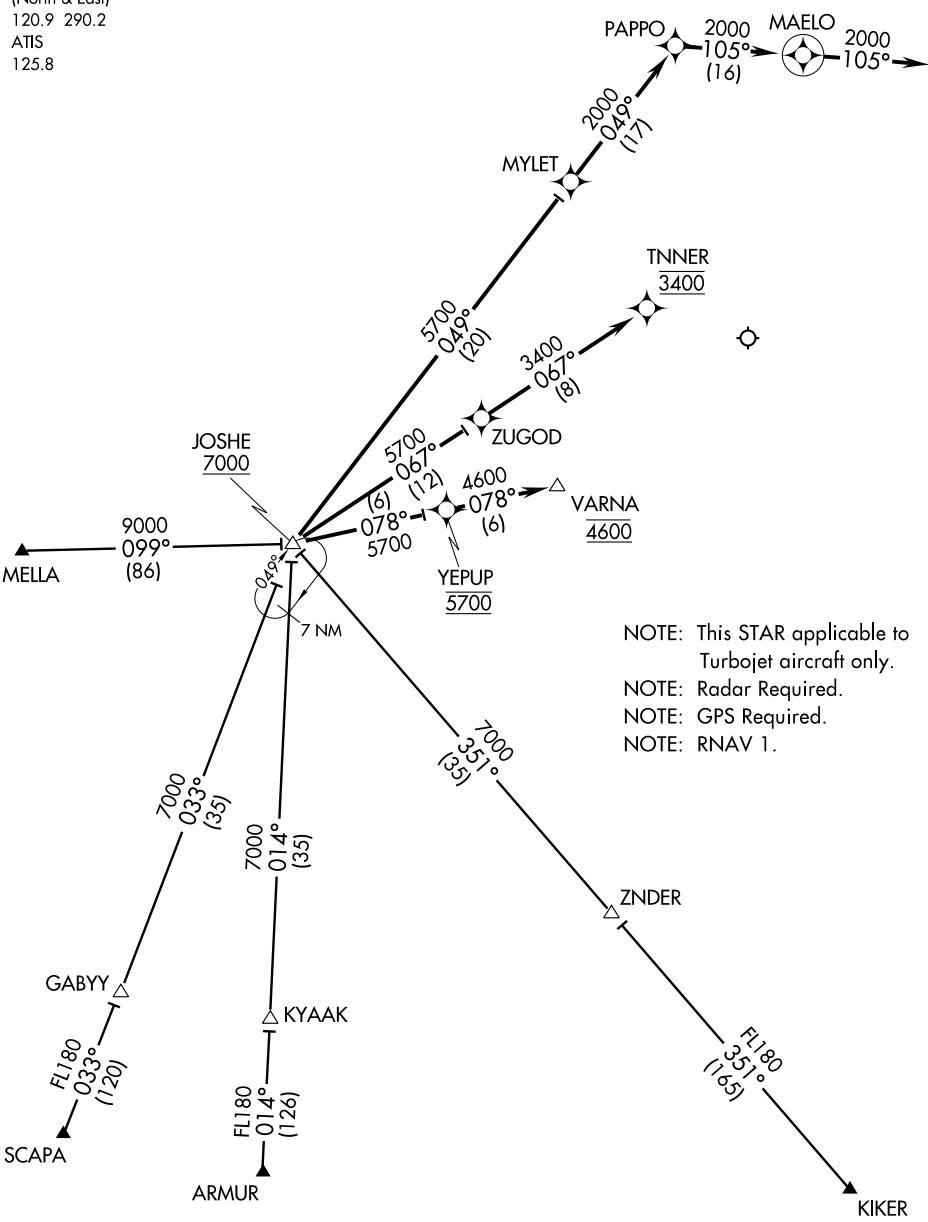 (North & East)
120.9 290.2
ATIS
125.8
PAPPO
2000
105°
(16)
MAELO
2000
105°
2000
049°
(17)
MYLET
TNNER
3400
5700
049°
(20)
3400
067°
(8)
ZUGOD
JOSHE
7000
5700
067°
(12)
(6)
078°
5700
4600
078°
(6)
VARNA
4600
9000
099°
(86)
MELLA
YEPUP
5700
049°
7 NM
NOTE: This STAR applicable to
Turbojet aircraft only.
NOTE: Radar Required.
NOTE: GPS Required.
NOTE: RNAV 1.
7000
351°
(35)
7000
033°
(35)
7000
014°
(35)
ZNDER
GABYY
KYAAK
FL180
033°
(120)
FL180
014°
(126)
FL180
351°
(165)
SCAPA
ARMUR
KIKER